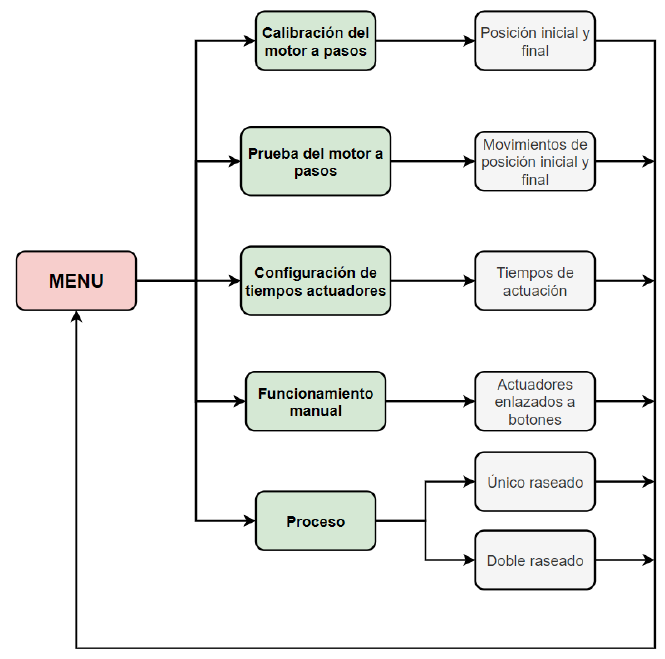 Calibración del
motor a pasos
Posición inicial y
final
Prueba del motor a
pasos
Movimientos de
posición inicial y
final
MENU
Configuración de
tiempos actuadores
Tiempos de
actuación
Funcionamiento
manual
Actuadores
enlazados a
botones
Proceso
Único raseado
Doble raseado